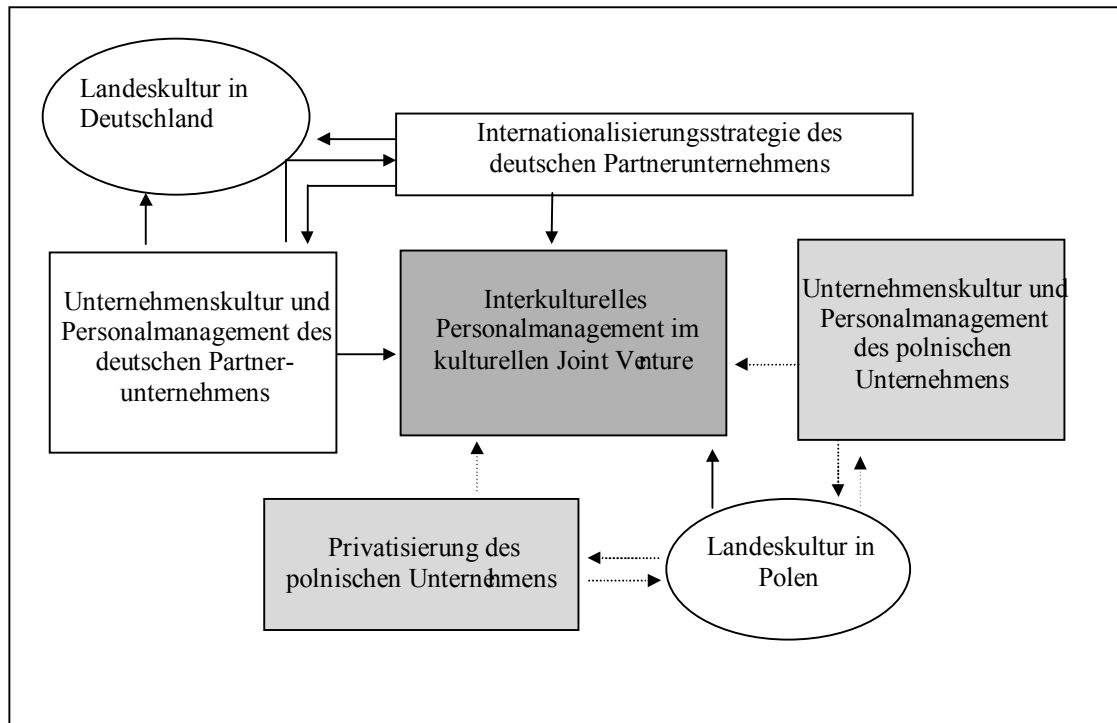 Landeskultur in
Deutschland
Internationalisierungsstrategie des
deutschen Partnerunternehmens
Unternehmenskultur und
Personalmanagement des
deutschen Partner-
unternehmens
Interkulturelles
Personalmanagement im
kulturellen Joint Venture
Unternehmenskultur und
Personalmanagement
des polnischen
Unternehmens
Privatisierung des
polnischen Unternehmens
Landeskultur in
Polen